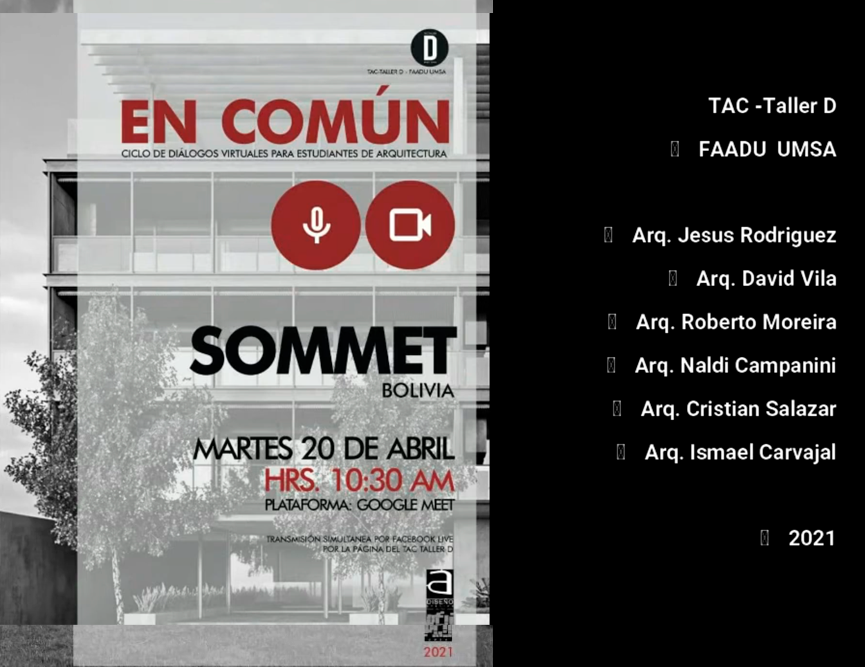 D
TAC-TALLER D - FAADU UMSA
EN COMÚN
CICLO DE DIÁLOGOS VIRTUALES PARA ESTUDIANTES DE ARQUITECTURA
SOMMET
BOLIVIA
MARTES 20 DE ABRIL
HRS. 10:30 AM
PLATAFORMA: GOOGLE MEET
TRANSMISIÓN SIMULTANEA POR FACEBOOK LIVE
POR LA PÁGINA DEL TAC TALLER D
a
DISEÑO
2021
TAC -Taller D
FAADU UMSA
Arq. Jesus Rodriguez
Arq. David Vila
Arq. Roberto Moreira
Arq. Naldi Campanini
Arq. Cristian Salazar
Arq. Ismael Carvajal
2021